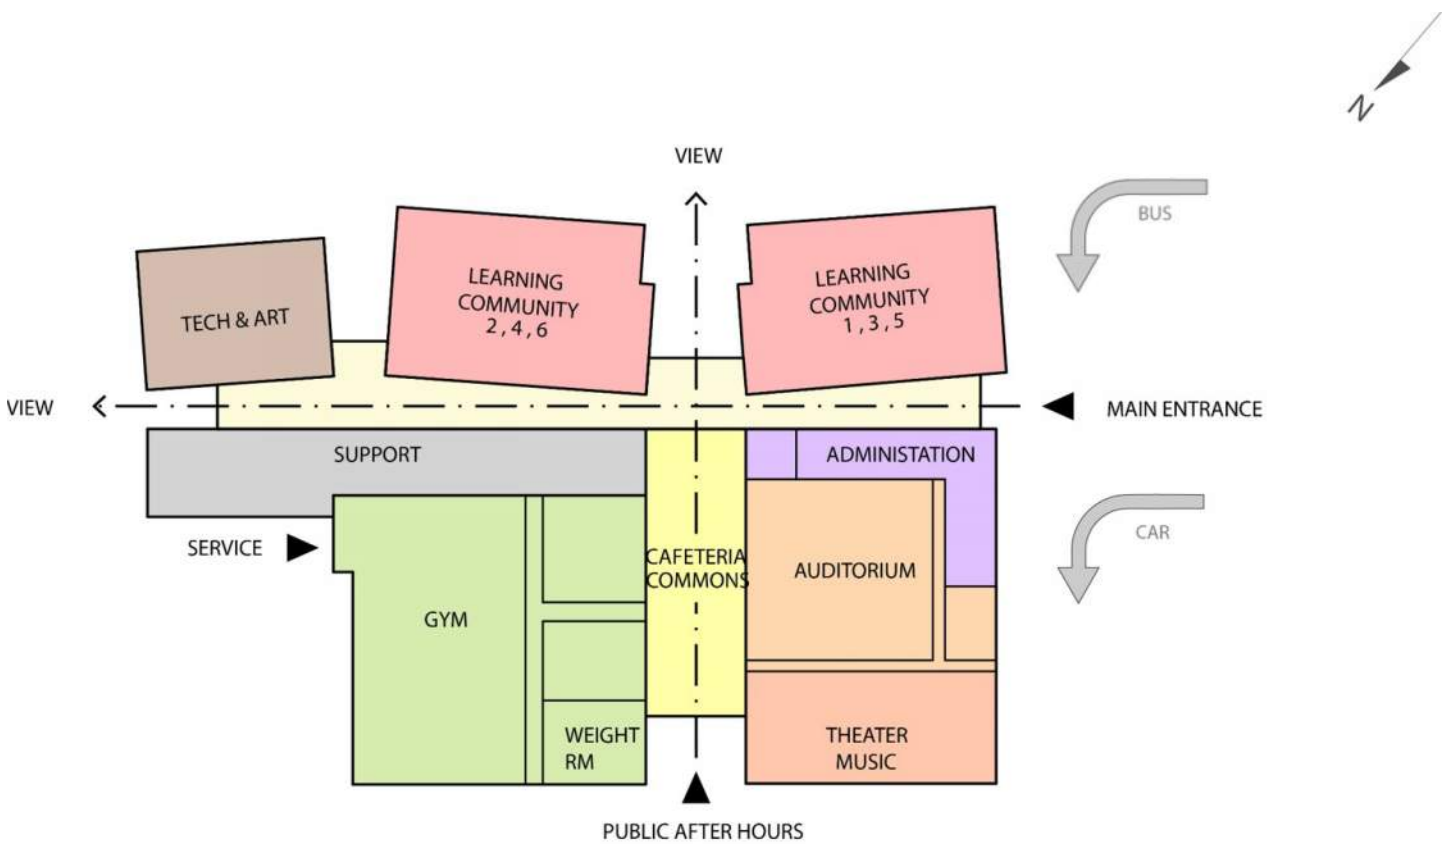 N
VIEW
BUS
LEARNING
COMMUNITY
2 , 4 , 6
LEARNING
COMMUNITY
1 , 3 , 5
TECH & ART
VIEW
MAIN ENTRANCE
SUPPORT
ADMINISTATION
SERVICE
CAFETERIA
COMMONS
AUDITORIUM
CAR
GYM
WEIGHT
RM
THEATER
MUSIC
PUBLIC AFTER HOURS